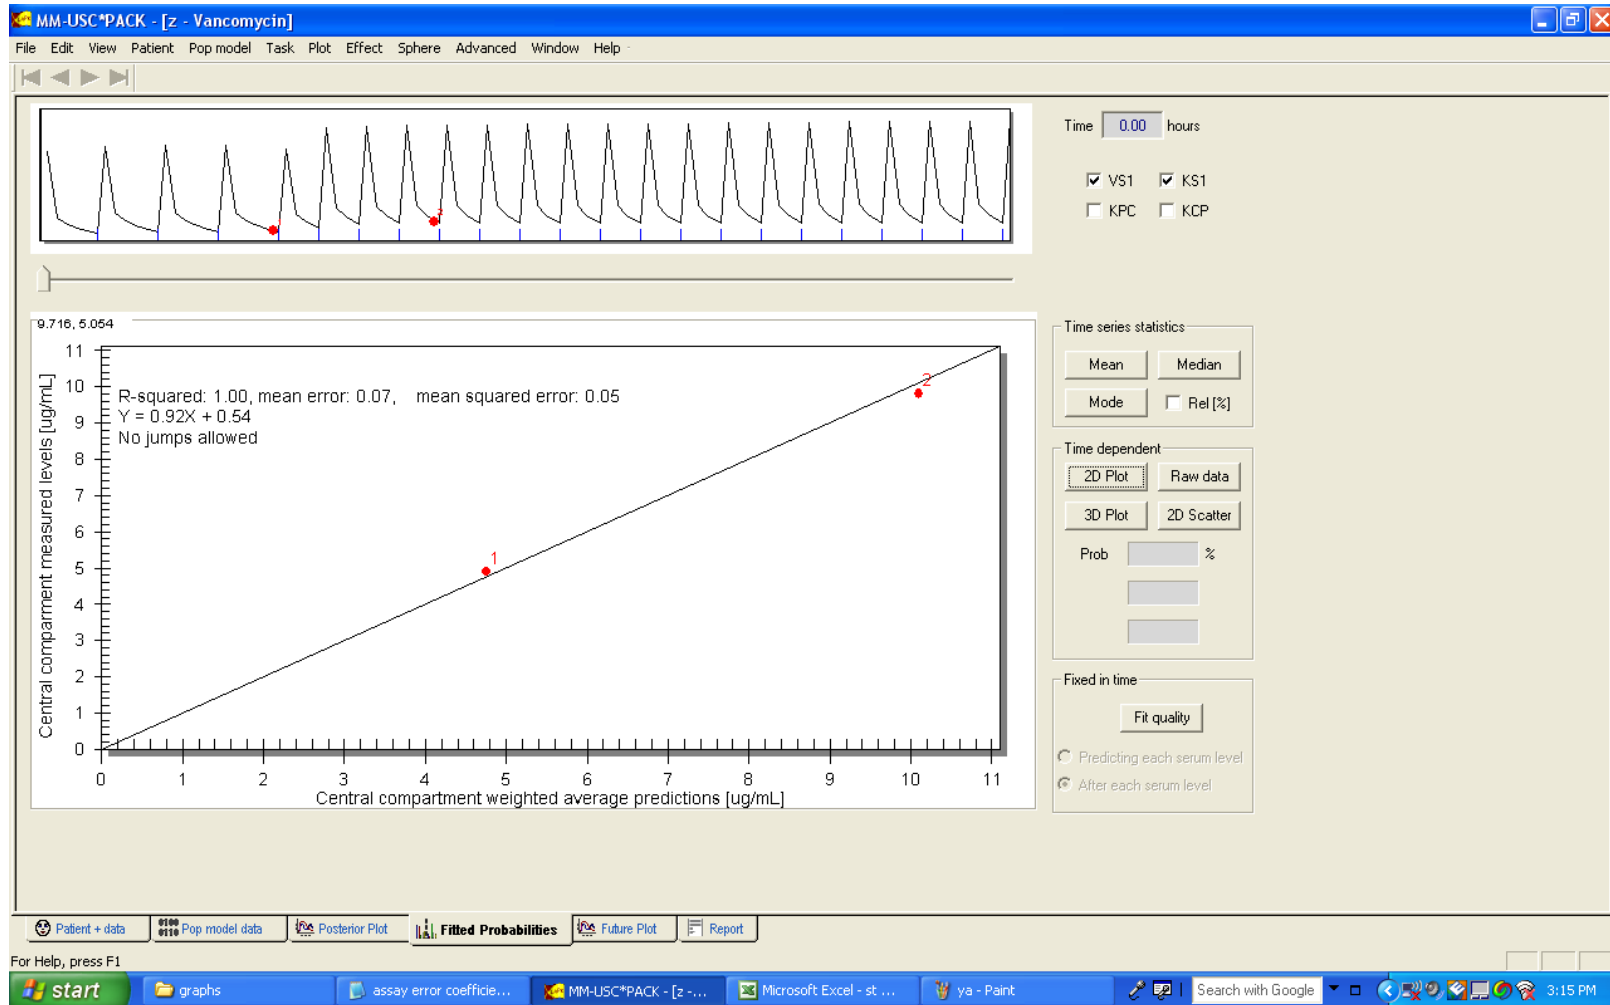 MM-USC*PACK - [z - Vancomycin]
File Edit View Patient Pop model Task Plot Effect Sphere Advanced Window Help
Time 0.00 hours
VS1 KS1
KPC KCP
1 2
9.716, 5.054
R-squared: 1.00, mean error: 0.07, mean squared error: 0.05
Y = 0.92X + 0.54
No jumps allowed
2
1
Central comparment measured levels [ug/mL]
11
10
9
8
7
6
5
4
3
2
1
0
0 1 2 3 4 5 6 7 8 9 10 11
Central compartment weighted average predictions [ug/mL]
Time series statistics
Mean Median
Mode Rel [%]
Time dependent
2D Plot Raw data
3D Plot 2D Scatter
Prob %
Fixed in time
Fit quality
Predicting each serum level
After each serum level
Patient + data Pop model data Posterior Plot Fitted Probabilities Future Plot Report
For Help, press F1
start graphs assay error coefficie... MM-USC*PACK - [z -... Microsoft Excel - st ... ya - Paint Search with Google 3:15 PM